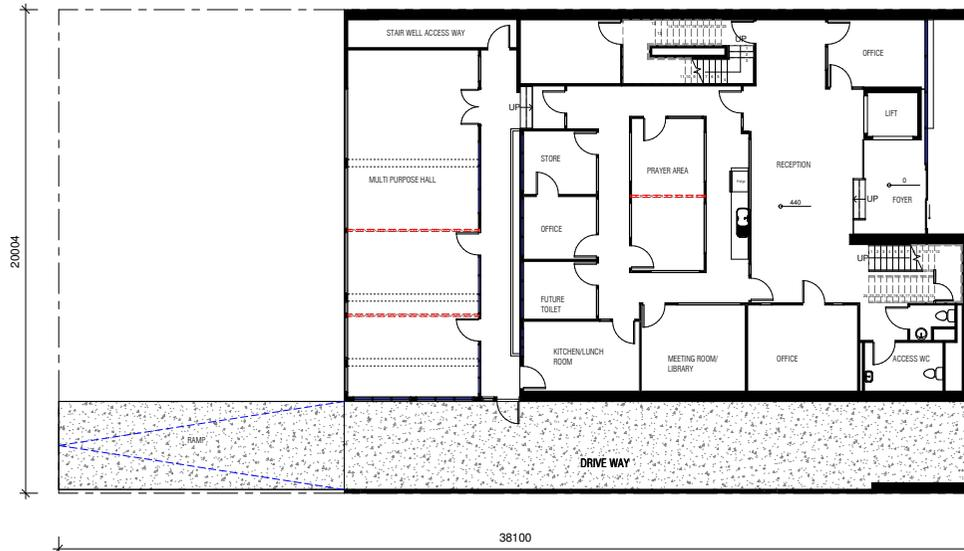 STAIR WELL ACCESS WAY
UP
OFFICE
UP
LIFT
STORE
MULTI PURPOSE HALL
PRAYER AREA
RECEPTION
0
FOYER
UP
440
OFFICE
20004
UP
FUTURE
TOILET
KITCHEN/LUNCH
ROOM
MEETING ROOM/
LIBRARY
OFFICE
ACCESS WC
RAMP
DRIVE WAY
38100